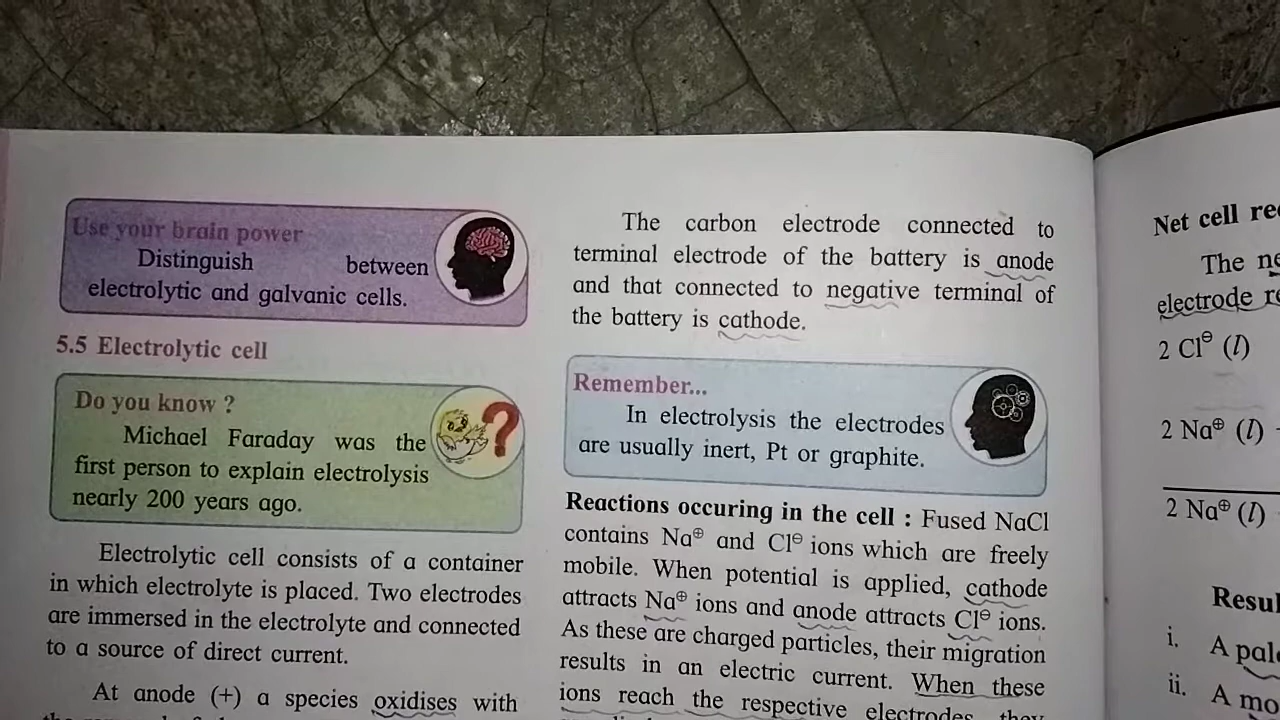 Use your brain power
Distinguish between
electrolytic and galvanic cells.
5.5 Electrolytic cell
Do you know ?
Michael Faraday was the
first person to explain electrolysis
nearly 200 years ago.
Electrolytic cell consists of a container
in which electrolyte is placed. Two electrodes
are immersed in the electrolyte and connected
to a source of direct current.
At anode (+) a species oxidises with
The carbon electrode connected to
terminal electrode of the battery is anode
and that connected to negative terminal of
the battery is cathode.
Remember...
In electrolysis the electrodes
are usually inert, Pt or graphite.
Reactions occuring in the cell : Fused NaCl
contains Na⊕ and Cl⊖ ions which are freely
mobile. When potential is applied, cathode
attracts Na⊕ ions and anode attracts Cl⊖ ions.
As these are charged particles, their migration
results in an electric current. When these
ions reach the respective electrodes, they
Net cell
The
electrode
2 Cl⊖ (l)
2 Na⊕ (l)
2 Na⊕ (l)
i. A
ii. A